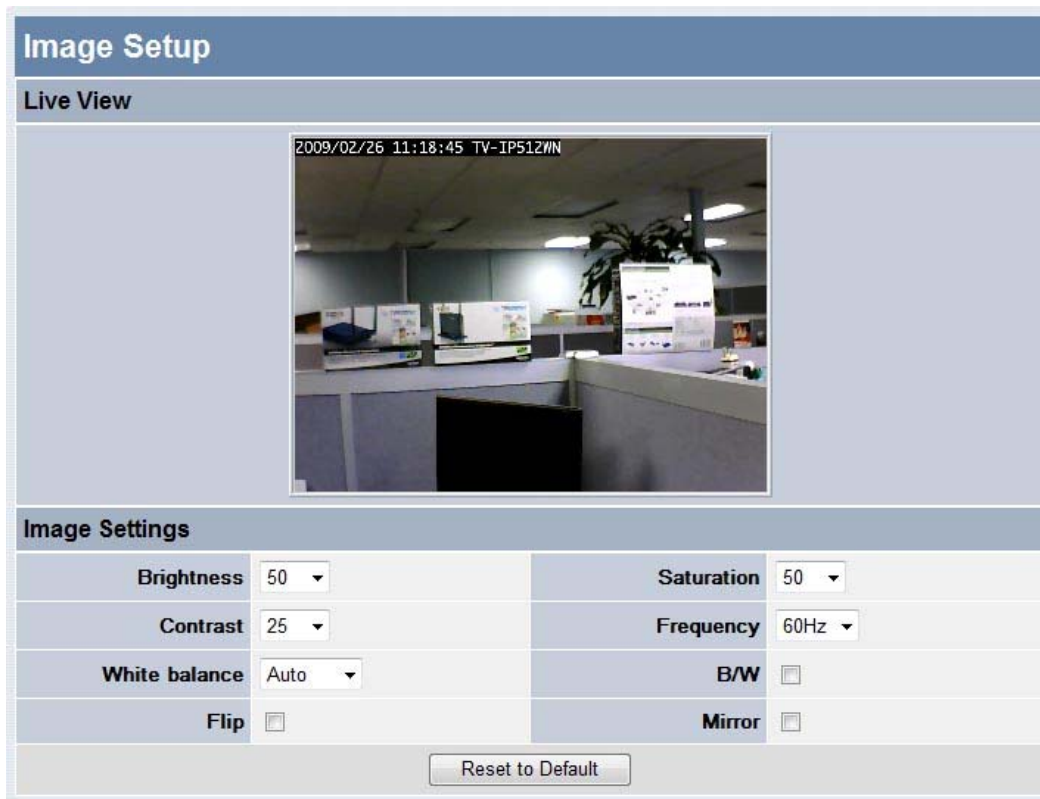 Image Setup
Live View
2009/02/26 11:18:45 TV-IP512WN
Image Settings
Brightness 50 Saturation 50
Contrast 25 Frequency 60Hz
White balance Auto B/W
Flip Mirror
Reset to Default